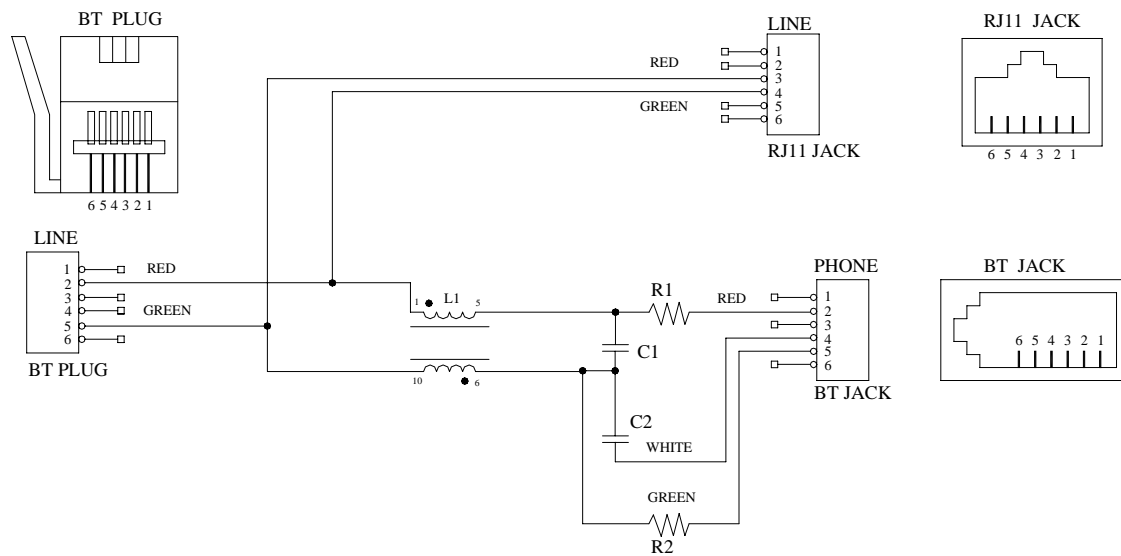 BT PLUG
6 5 4 3 2 1
LINE
1
2
3
4
5
6
RED
GREEN
RJ11 JACK
RJ11 JACK
6 5 4 3 2 1
LINE
1
2
3
4
5
6
RED
GREEN
BT PLUG
1
L1
5
10
6
R1
C1
C2
WHITE
GREEN
R2
RED
PHONE
1
2
3
4
5
6
BT JACK
BT JACK
6 5 4 3 2 1